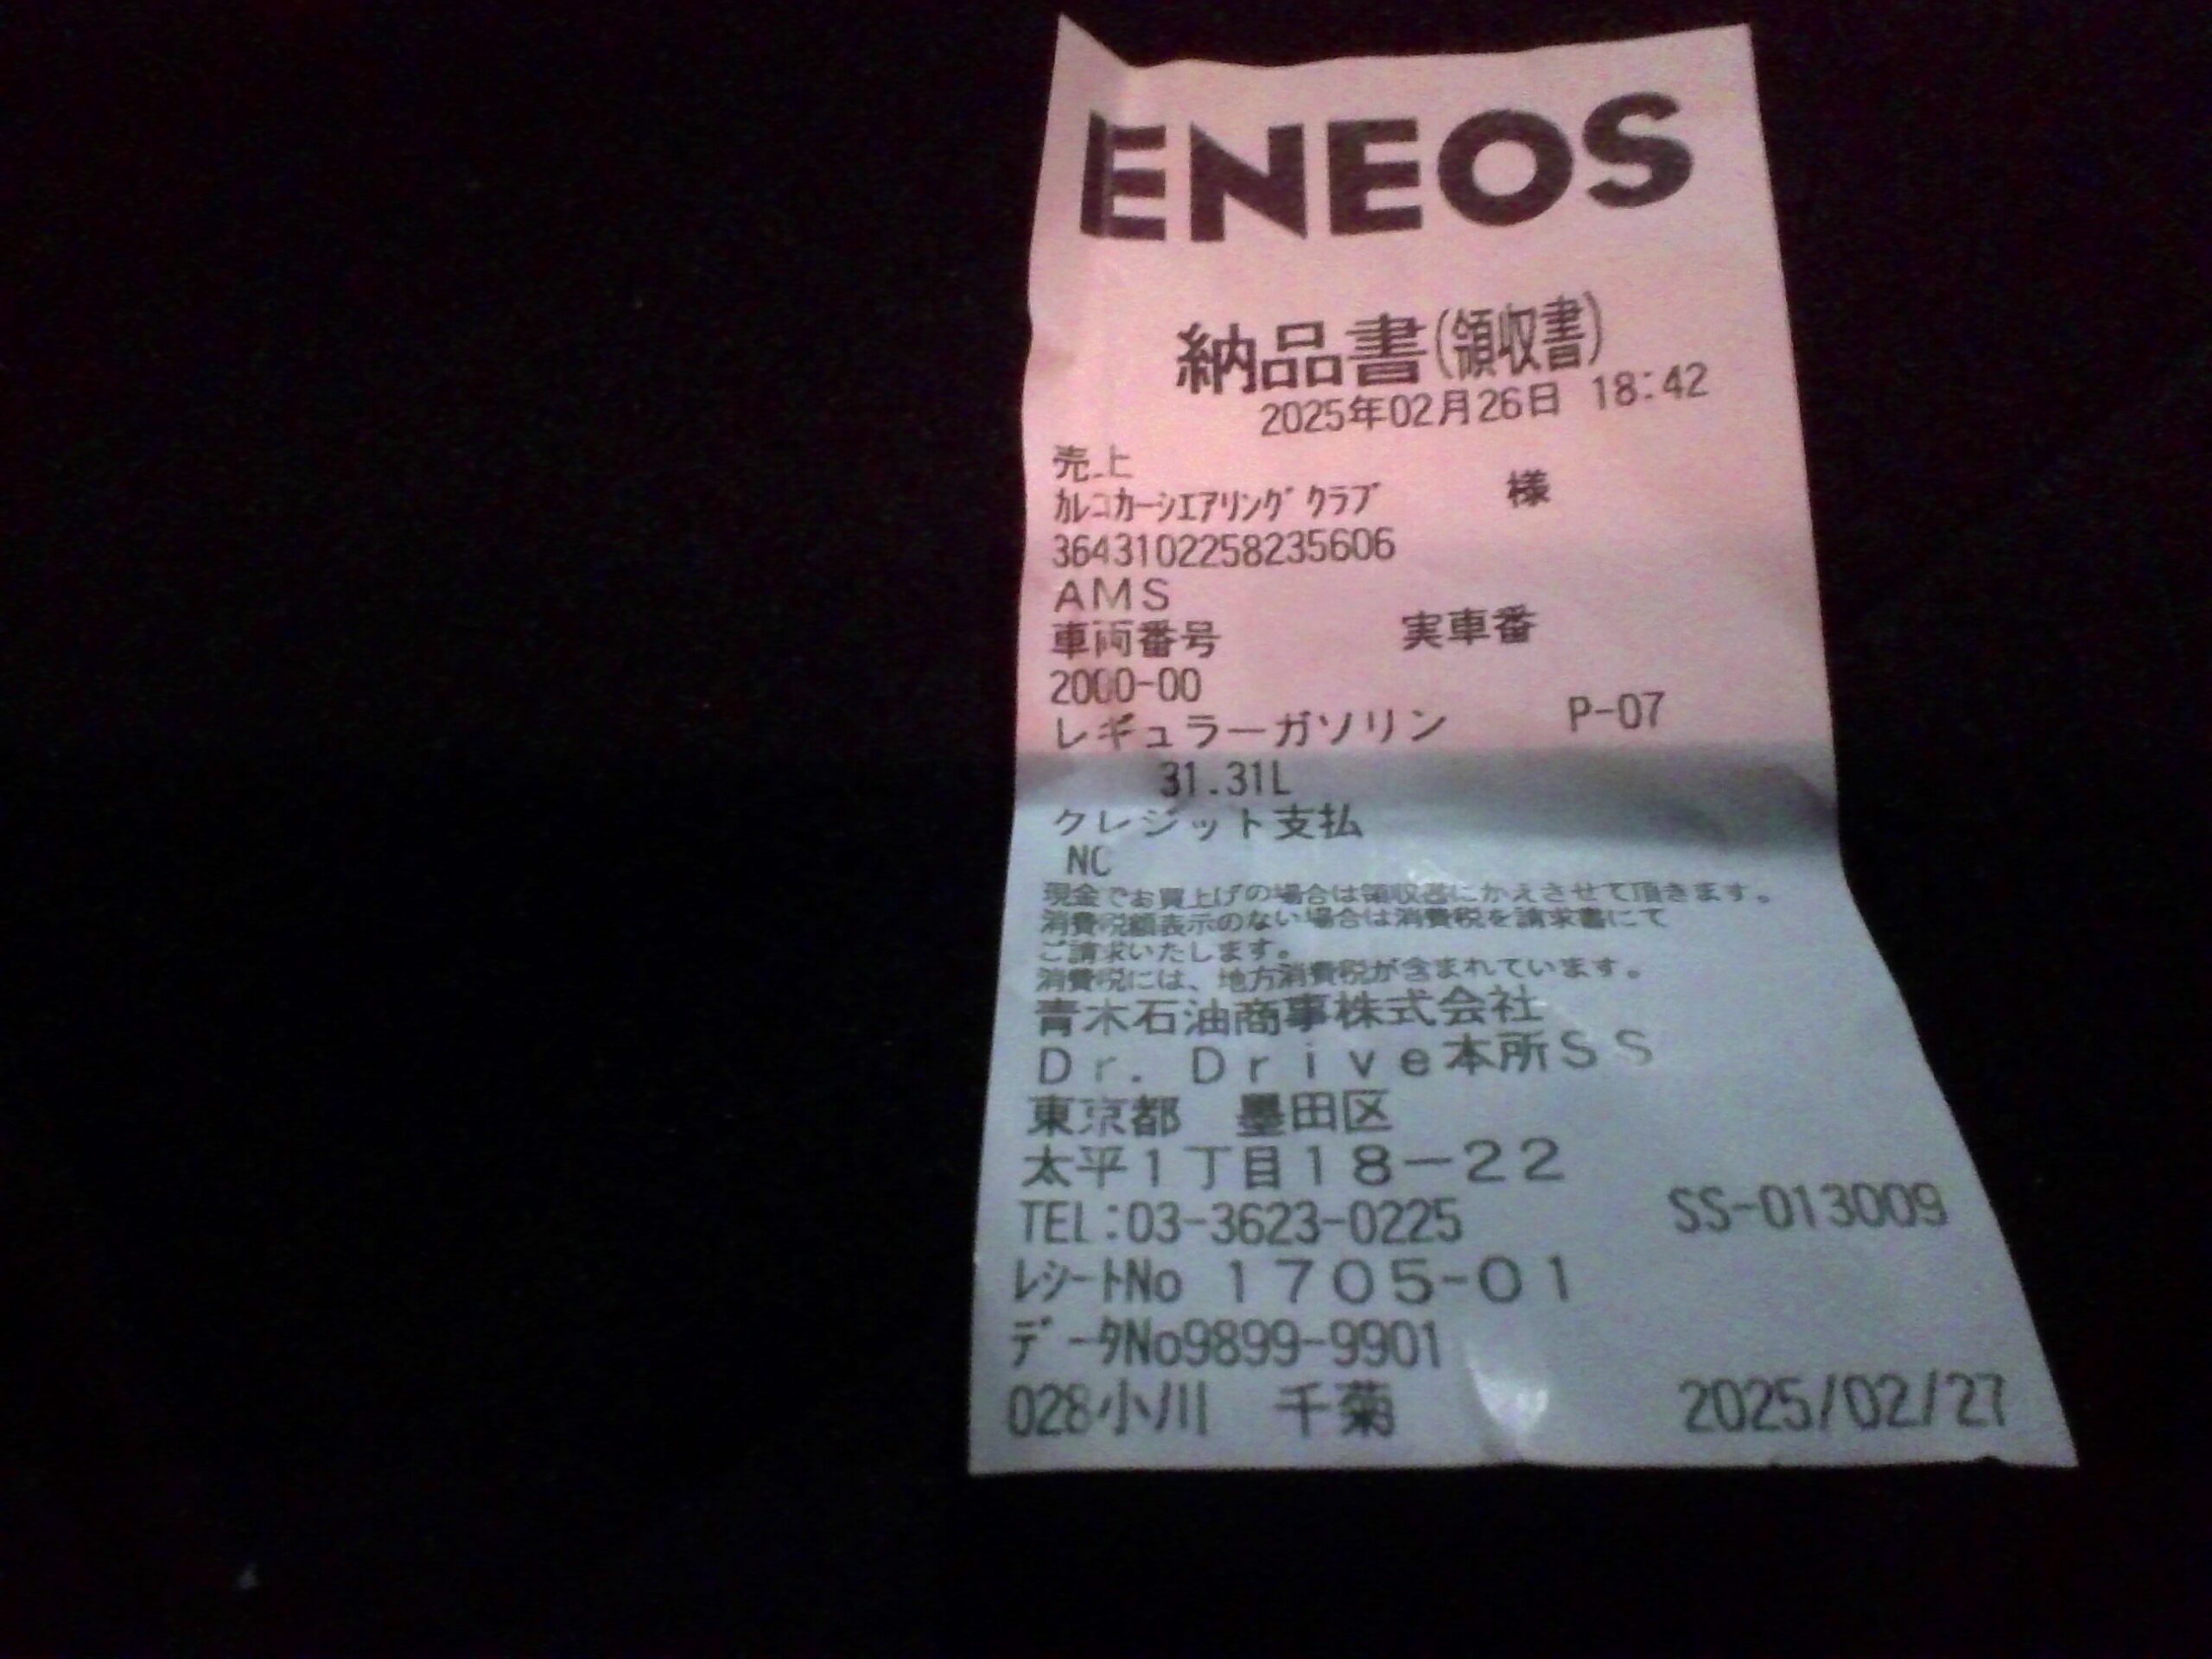 ENEOS
納品書(領収書)
2025年02月26日 18:42
売上
ｶﾚｺｶｰｼｴｱﾘﾝｸﾞｸﾗﾌﾞ 様
3643102258235606
AMS
車両番号 実車番
2000-00
レギュラーガソリン P-07
31.31L
クレジット支払
NC
現金でお買上げの場合は領収書にかえさせて頂きます。
消費税額表示のない場合は消費税を請求書にて
ご請求いたします。
消費税には、地方消費税が含まれています。
青木石油商事株式会社
Dr. Drive本所SS
東京都 墨田区
太平1丁目18-22
TEL:03-3623-0225 SS-013009
ﾚｼｰﾄNo 1705-01
ﾃﾞｰﾀNo9899-9901
028小川 千菊 2025/02/27